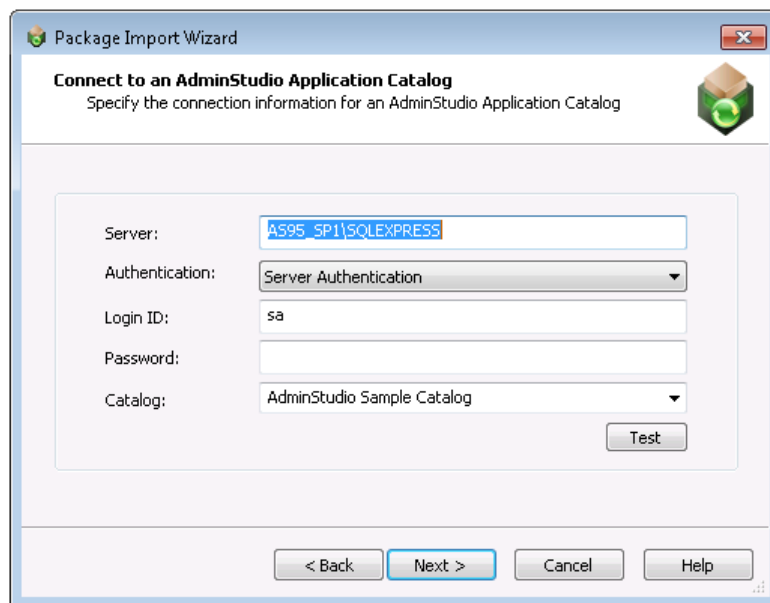 Package Import Wizard
Connect to an AdminStudio Application Catalog
Specify the connection information for an AdminStudio Application Catalog
Server: AS95_SP1\SQLEXPRESS
Authentication: Server Authentication
Login ID: sa
Password:
Catalog: AdminStudio Sample Catalog
Test
< Back Next > Cancel Help